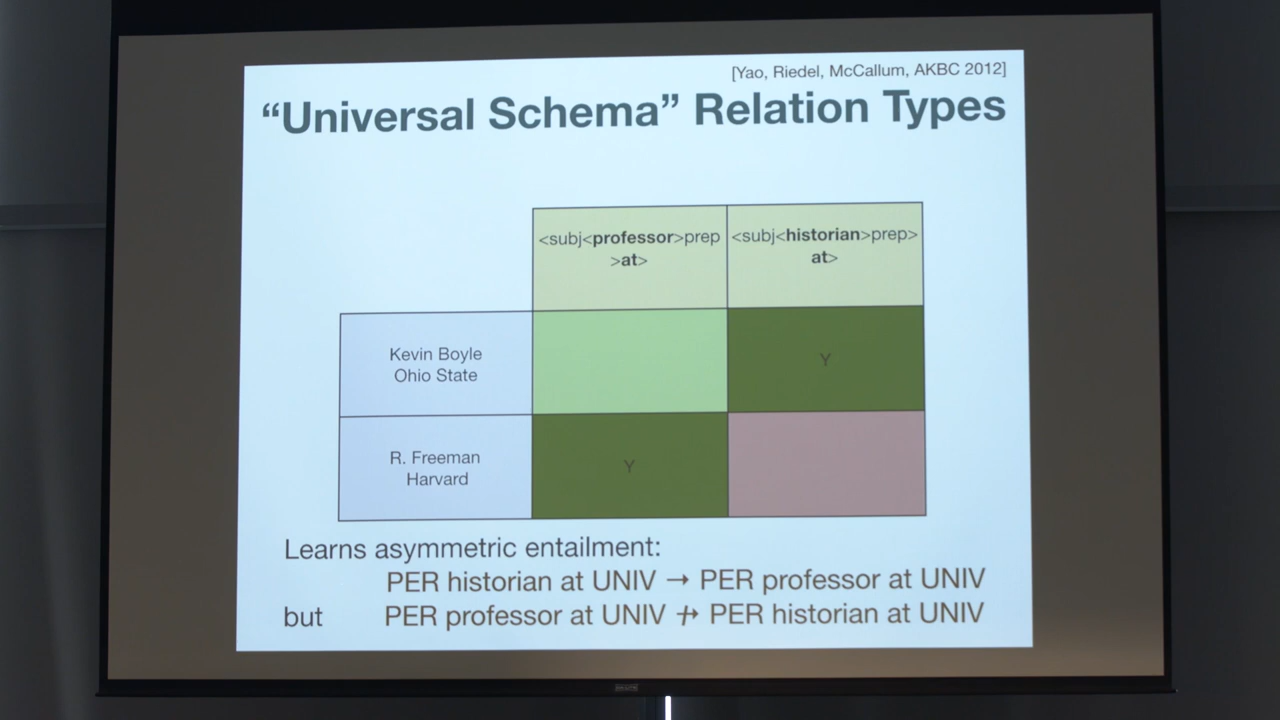 [Yao, Riedel, McCallum, AKBC 2012]
“Universal Schema” Relation Types
<subj<professor>prep
>at>
<subj<historian>prep>
at>
Kevin Boyle
Ohio State
Y
R. Freeman
Harvard
Y
Learns asymmetric entailment:
PER historian at UNIV → PER professor at UNIV
but PER professor at UNIV ↛ PER historian at UNIV